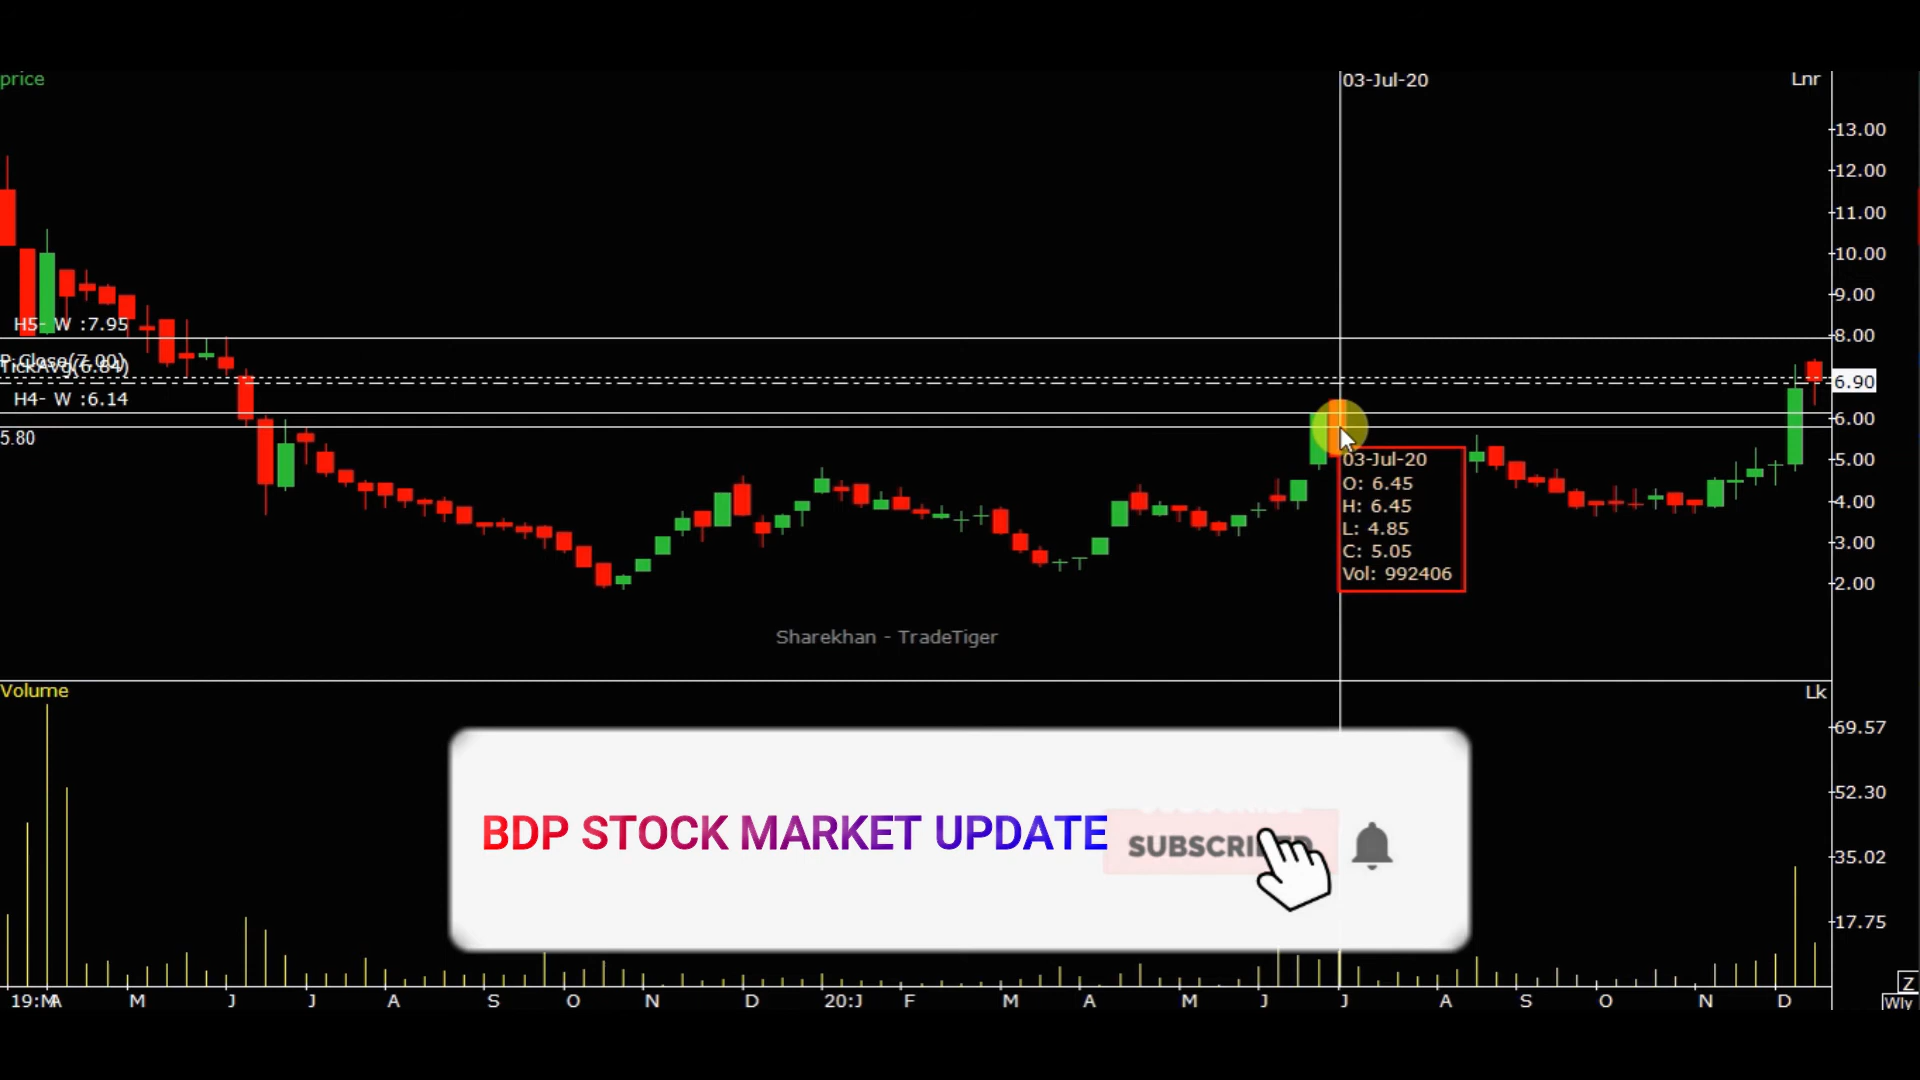 price
03-Jul-20
Lnr
13.00
12.00
11.00
10.00
9.00
H5- W :7.95
8.00
P.Close(7.00)
TickAvg(6.84)
6.90
H4- W :6.14
6.00
5.80
5.00
03-Jul-20
O: 6.45
H: 6.45
L: 4.85
C: 5.05
Vol: 992406
4.00
3.00
2.00
Sharekhan - TradeTiger
Volume
Lk
69.57
52.30
35.02
17.75
BDP STOCK MARKET UPDATE
SUBSCRIBED
19:M A M J J A S O N D 20:J F M A M J J A S O N D
Z
Wly